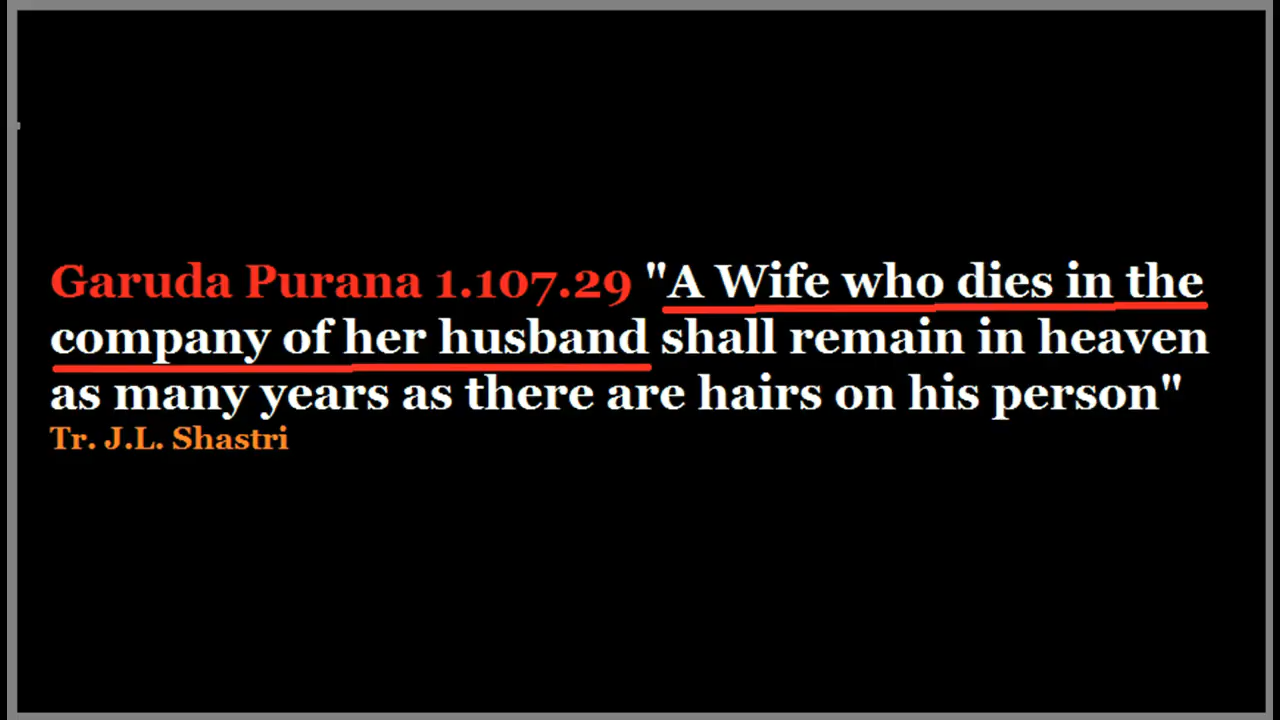 Garuda Purana 1.107.29 "A Wife who dies in the
company of her husband shall remain in heaven
as many years as there are hairs on his person"
Tr. J.L. Shastri